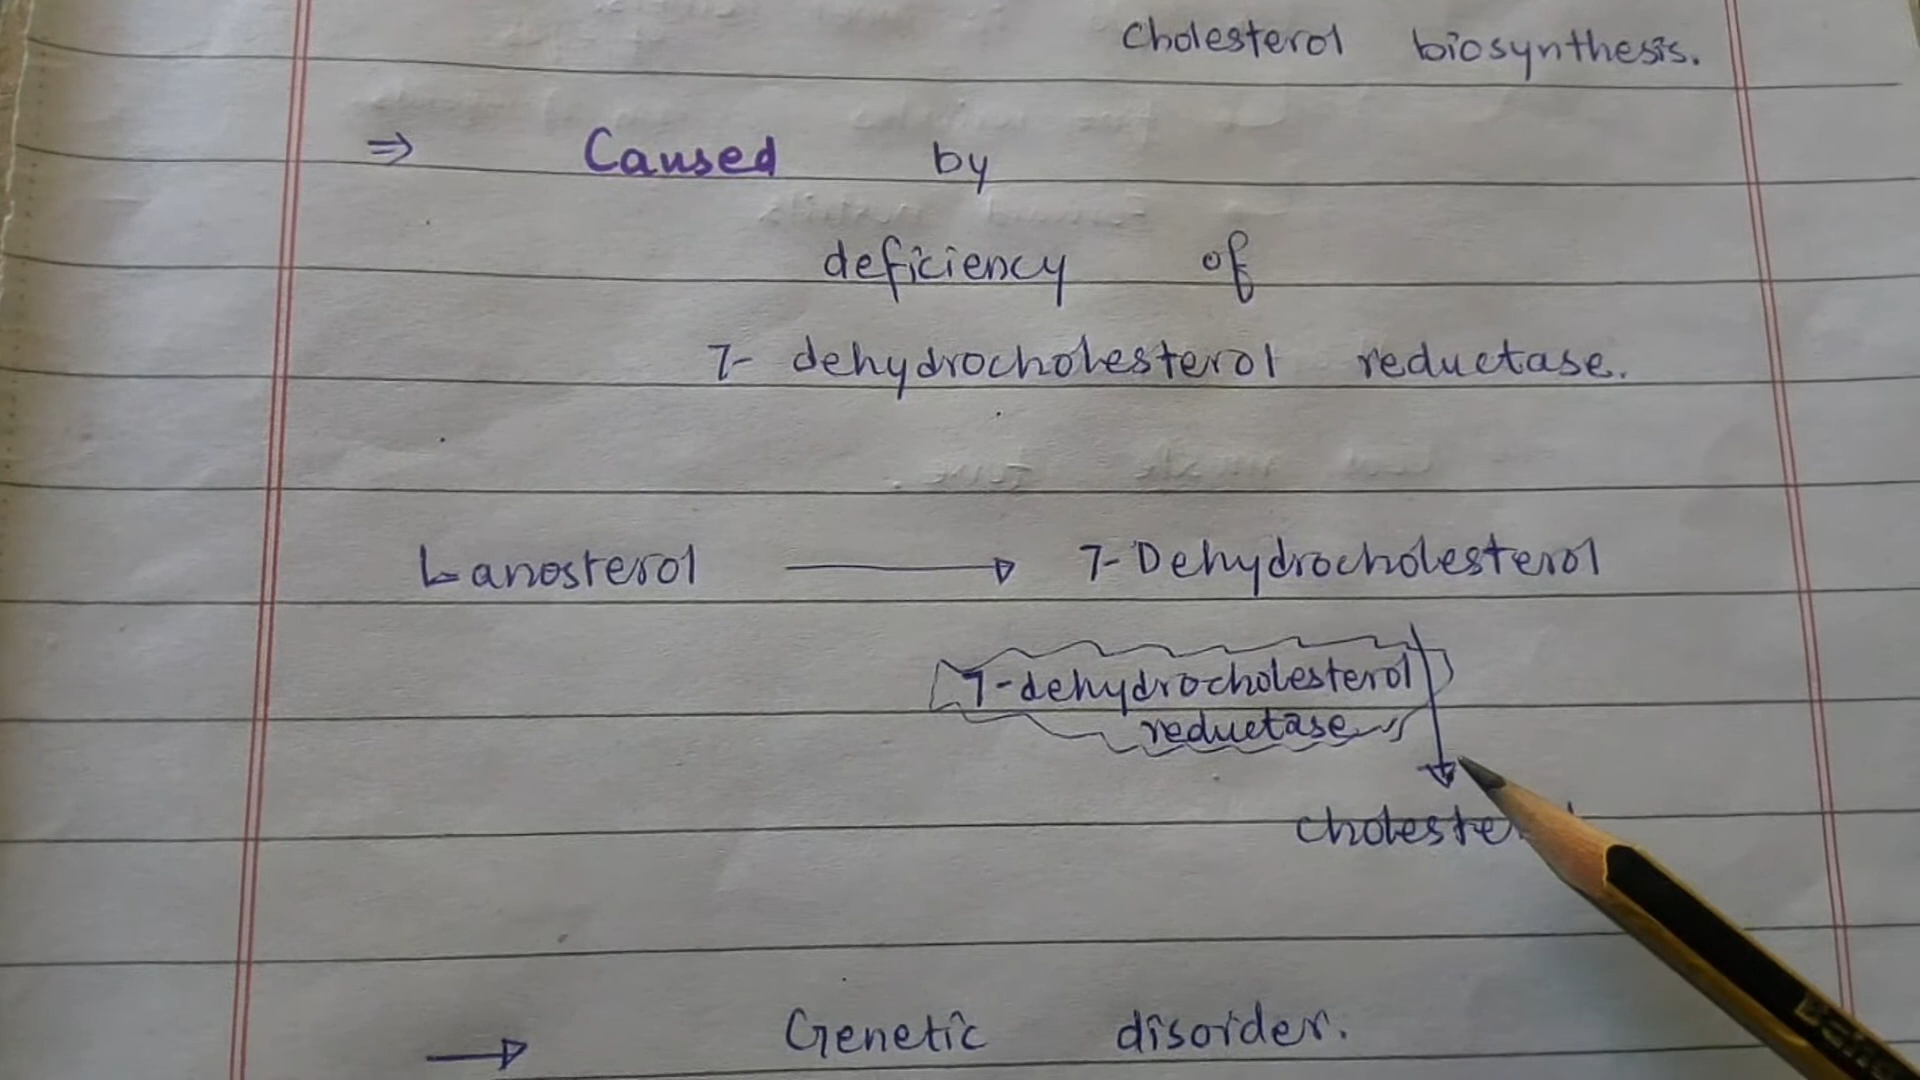 Cholesterol biosynthesis.
⇒ Caused by
deficiency of
7- dehydrocholesterol reductase.
Lanosterol → 7-Dehydrocholesterol
7-dehydrocholesterol
reductase
↓
→ Genetic disorder.